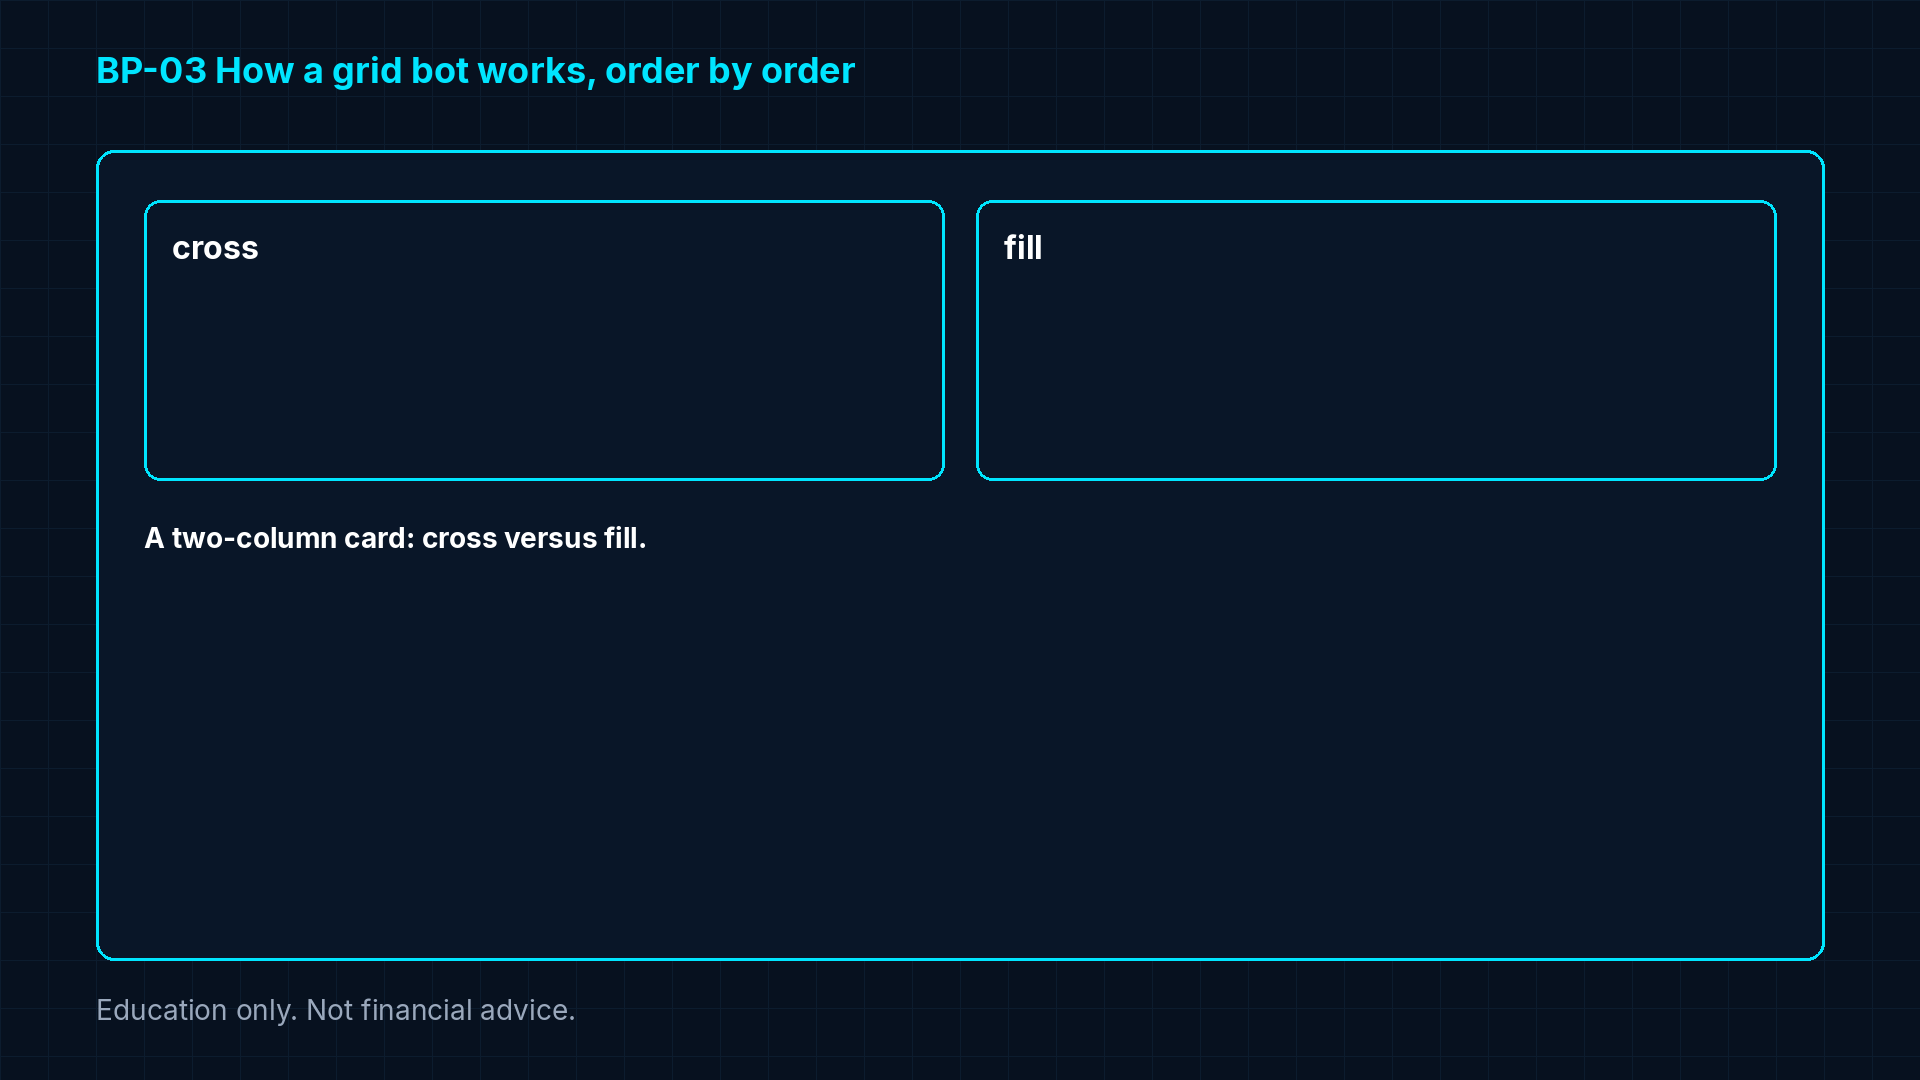 BP-03 How a grid bot works, order by order
cross
fill
A two-column card: cross versus fill.
Education only. Not financial advice.